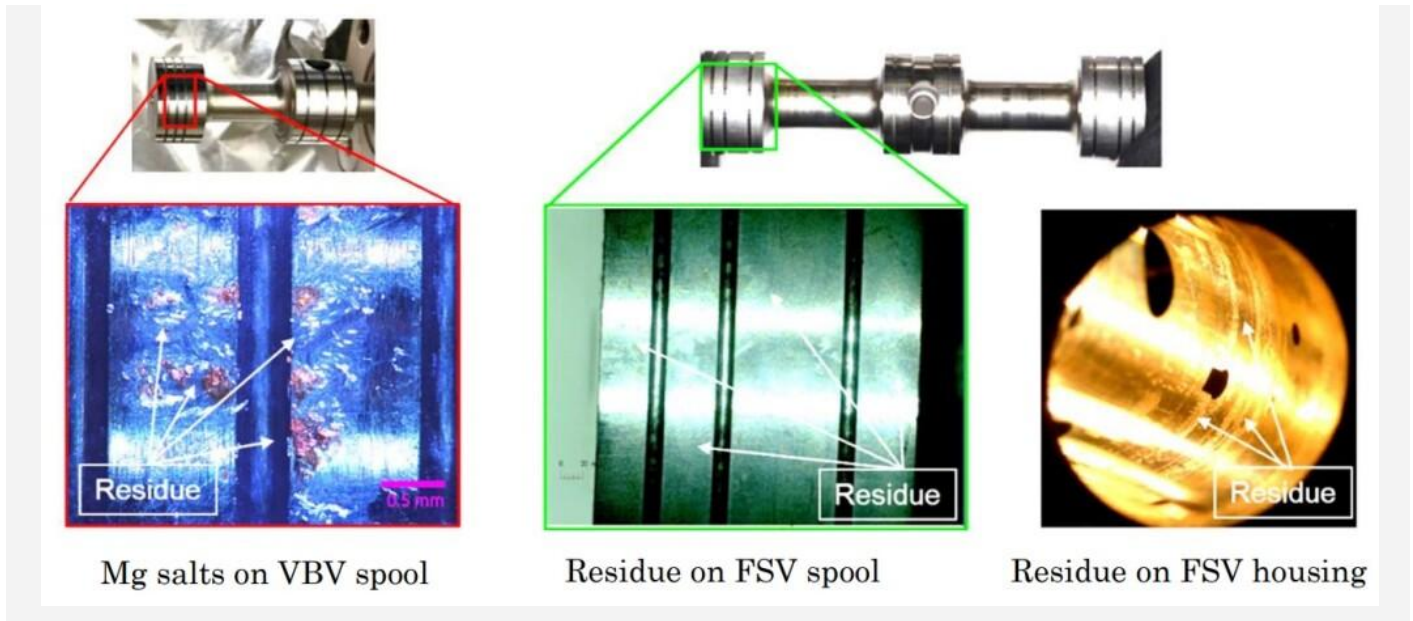 Residue
0.5 mm
Residue
Residue
Mg salts on VBV spool
Residue on FSV spool
Residue on FSV housing